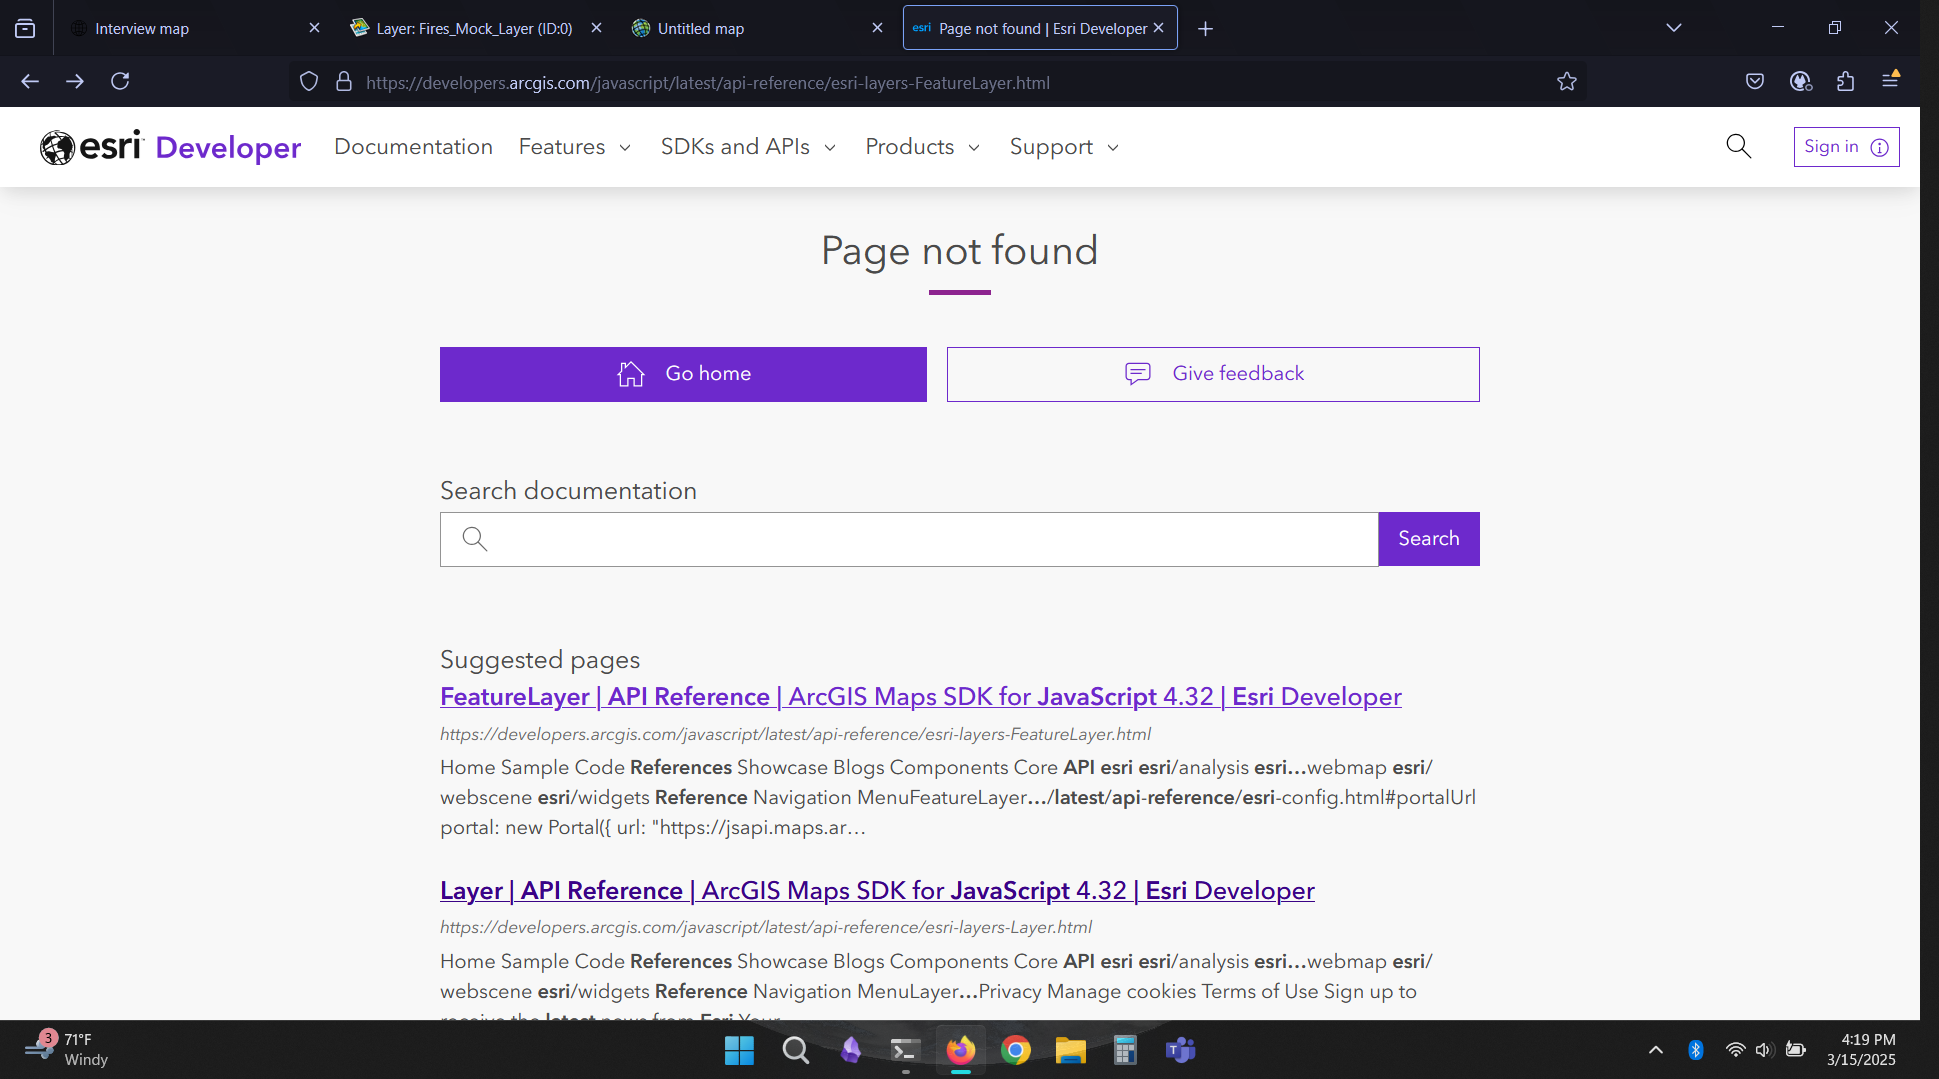 Interview map
Layer: Fires_Mock_Layer (ID:0)
Untitled map
esri Page not found | Esri Developer
https://developers.arcgis.com/javascript/latest/api-reference/esri-layers-FeatureLayer.html
esri Developer
Documentation
Features
SDKs and APIs
Products
Support
Sign in
Page not found
Go home
Give feedback
Search documentation
Search
Suggested pages
FeatureLayer | API Reference | ArcGIS Maps SDK for JavaScript 4.32 | Esri Developer
https://developers.arcgis.com/javascript/latest/api-reference/esri-layers-FeatureLayer.html
Home Sample Code References Showcase Blogs Components Core API esri esri/analysis esri…webmap esri/
webscene esri/widgets Reference Navigation MenuFeatureLayer…/latest/api-reference/esri-config.html#portalUrl
portal: new Portal({ url: "https://jsapi.maps.ar…
Layer | API Reference | ArcGIS Maps SDK for JavaScript 4.32 | Esri Developer
https://developers.arcgis.com/javascript/latest/api-reference/esri-layers-Layer.html
Home Sample Code References Showcase Blogs Components Core API esri esri/analysis esri…webmap esri/
webscene esri/widgets Reference Navigation MenuLayer…Privacy Manage cookies Terms of Use Sign up to
receive the latest news from Esri Your
3
71°F
Windy
4:19 PM
3/15/2025